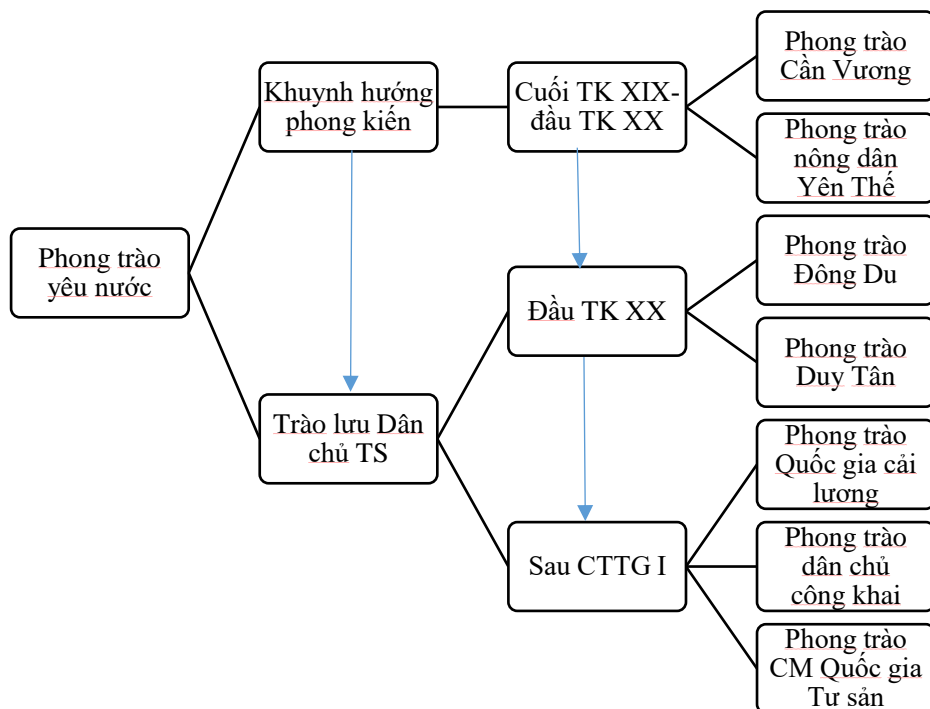 Phong trào
yêu nước
Khuynh hướng
phong kiến
Cuối TK XIX-
đầu TK XX
Phong trào
Cần Vương
Phong trào
nông dân
Yên Thế
Trào lưu Dân
chủ TS
Đầu TK XX
Phong trào
Đông Du
Phong trào
Duy Tân
Sau CTTG I
Phong trào
Quốc gia cải
lương
Phong trào
dân chủ
công khai
Phong trào
CM Quốc gia
Tư sản